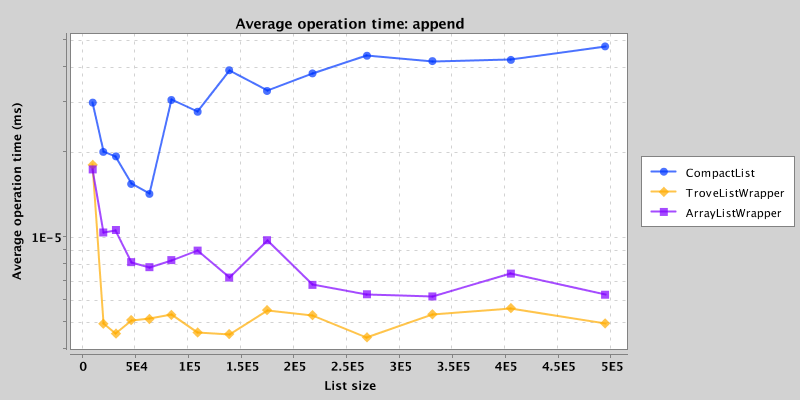 Average operation time: append
Average operation time (ms)
1E-5
0 5E4 1E5 1.5E5 2E5 2.5E5 3E5 3.5E5 4E5 4.5E5 5E5
List size
CompactList
TroveListWrapper
ArrayListWrapper